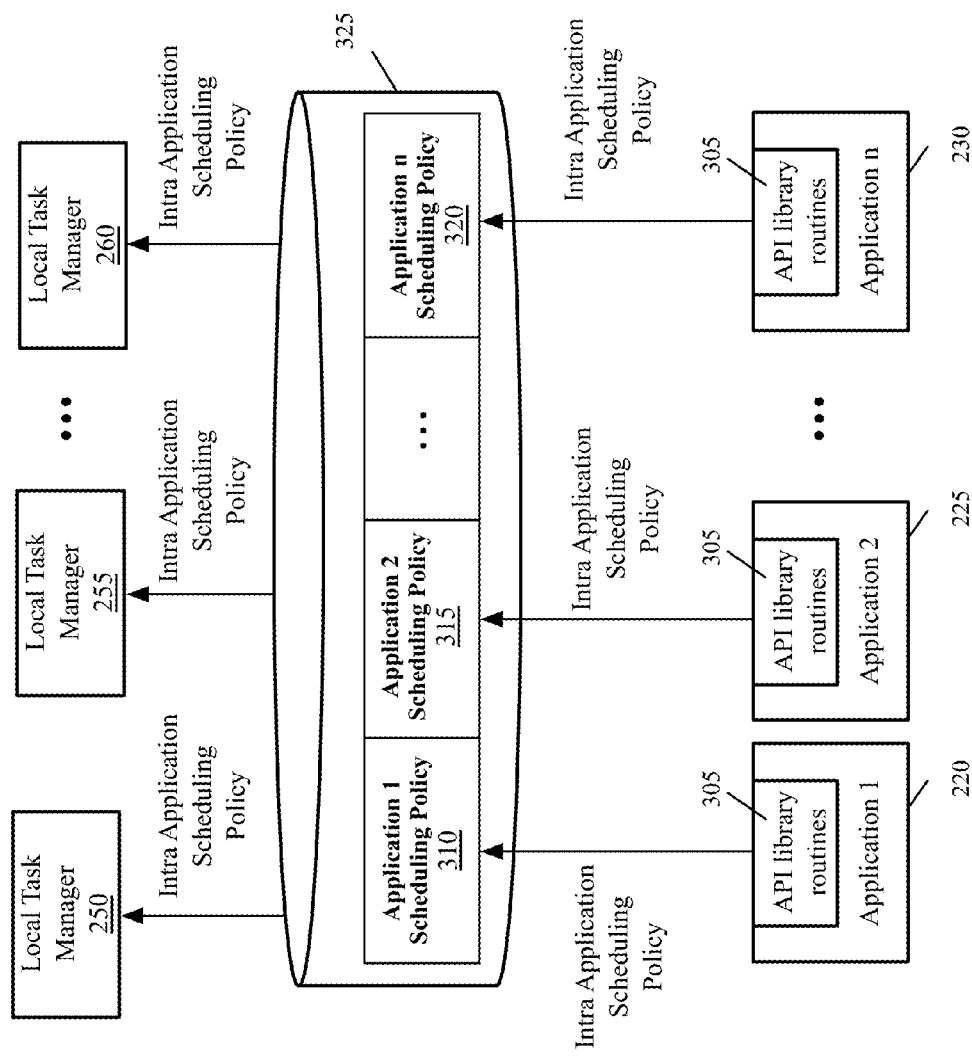 Local Task
Manager
250
Local Task
Manager
255
...
Local Task
Manager
260
Intra Application
Scheduling
Policy
Intra Application
Scheduling
Policy
Intra Application
Scheduling
Policy
325
Application 1
Scheduling Policy
310
Application 2
Scheduling Policy
315
...
Application n
Scheduling Policy
320
Intra Application
Scheduling
Policy
Intra Application
Scheduling
Policy
Intra Application
Scheduling
Policy
305
API library
routines
Application 1
220
305
API library
routines
Application 2
225
...
305
API library
routines
Application n
230